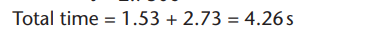 Total time = 1.53 + 2.73 = 4.26 s